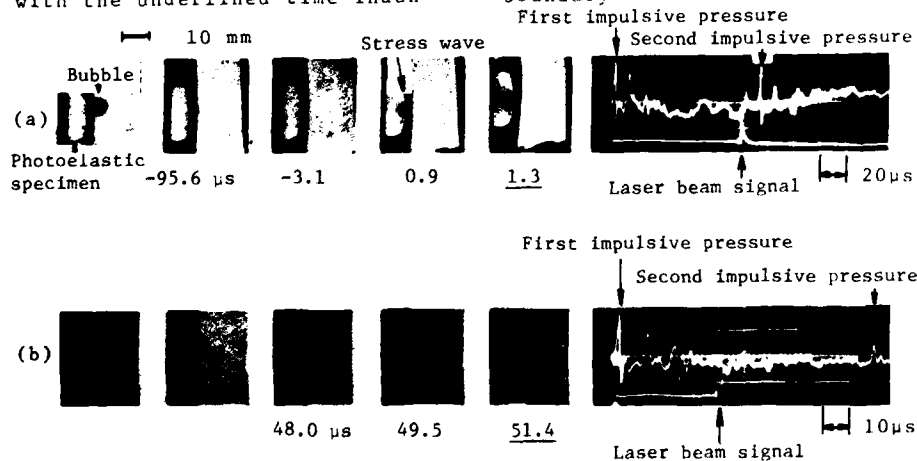 with the underlined time indi
boundary
First impulsive pressure
10 mm
Stress wave
Second impulsive pressure
Bubble
(a)
Photoelastic
specimen
-95.6 µs
-3.1
0.9
1.3
Laser beam signal
20µs
First impulsive pressure
Second impulsive pressure
(b)
48.0 µs
49.5
51.4
10µs
Laser beam signal